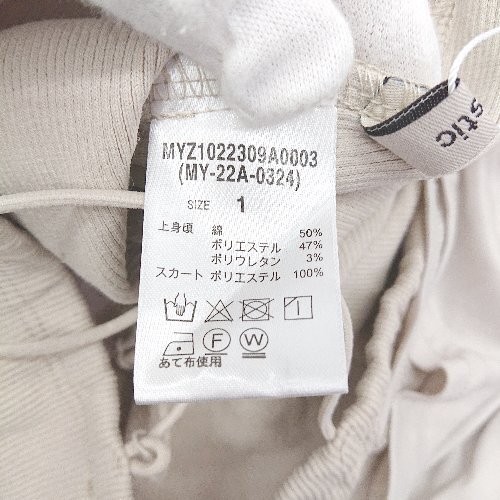 MYZ1022309A0003
(MY-22A-0324)
SIZE 1
上身頃 綿 50%
ポリエステル 47%
ポリウレタン 3%
スカート ポリエステル 100%
F W
あて布使用
stic